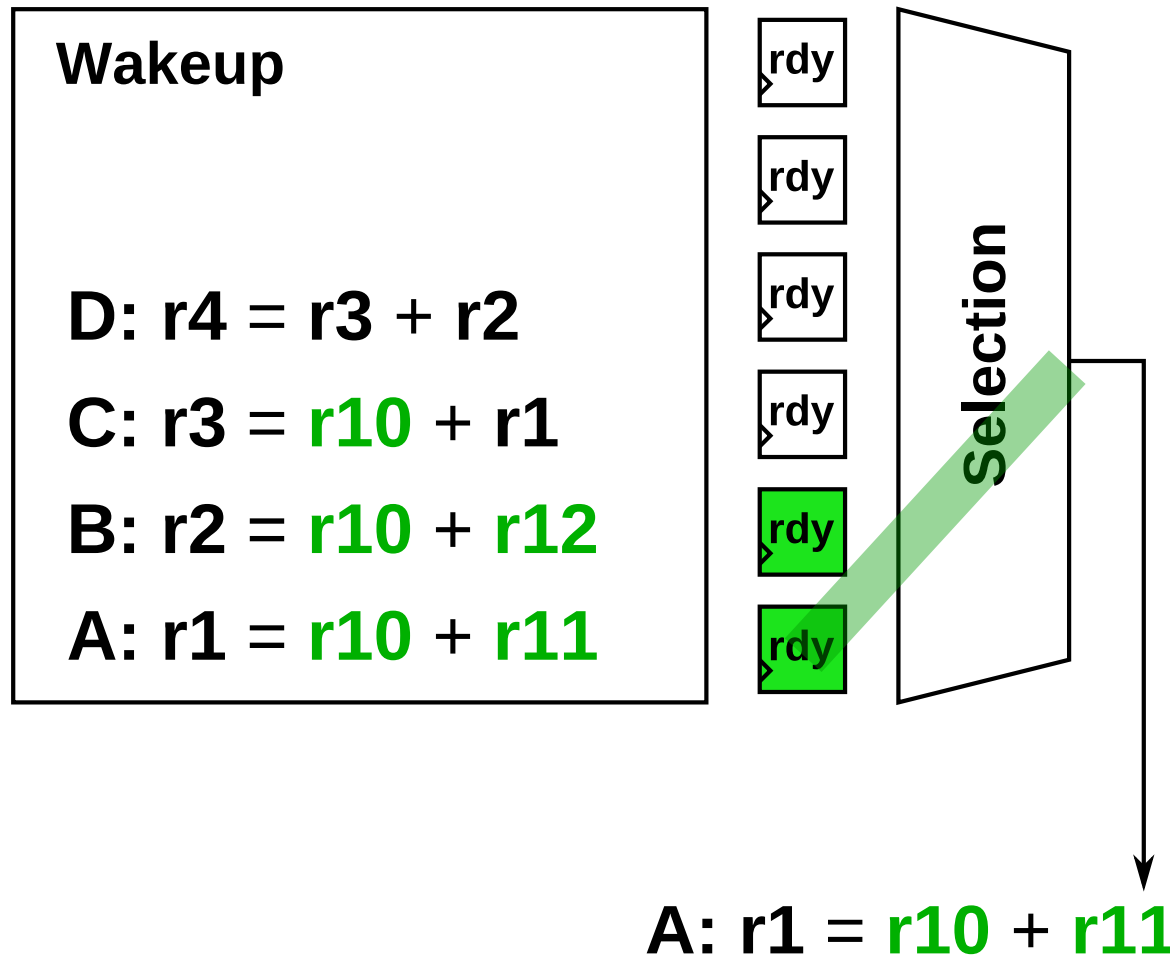 Wakeup
rdy
rdy
rdy
rdy
rdy
rdy
Selection
D: r4 = r3 + r2
C: r3 = r10 + r1
B: r2 = r10 + r12
A: r1 = r10 + r11
A: r1 = r10 + r11